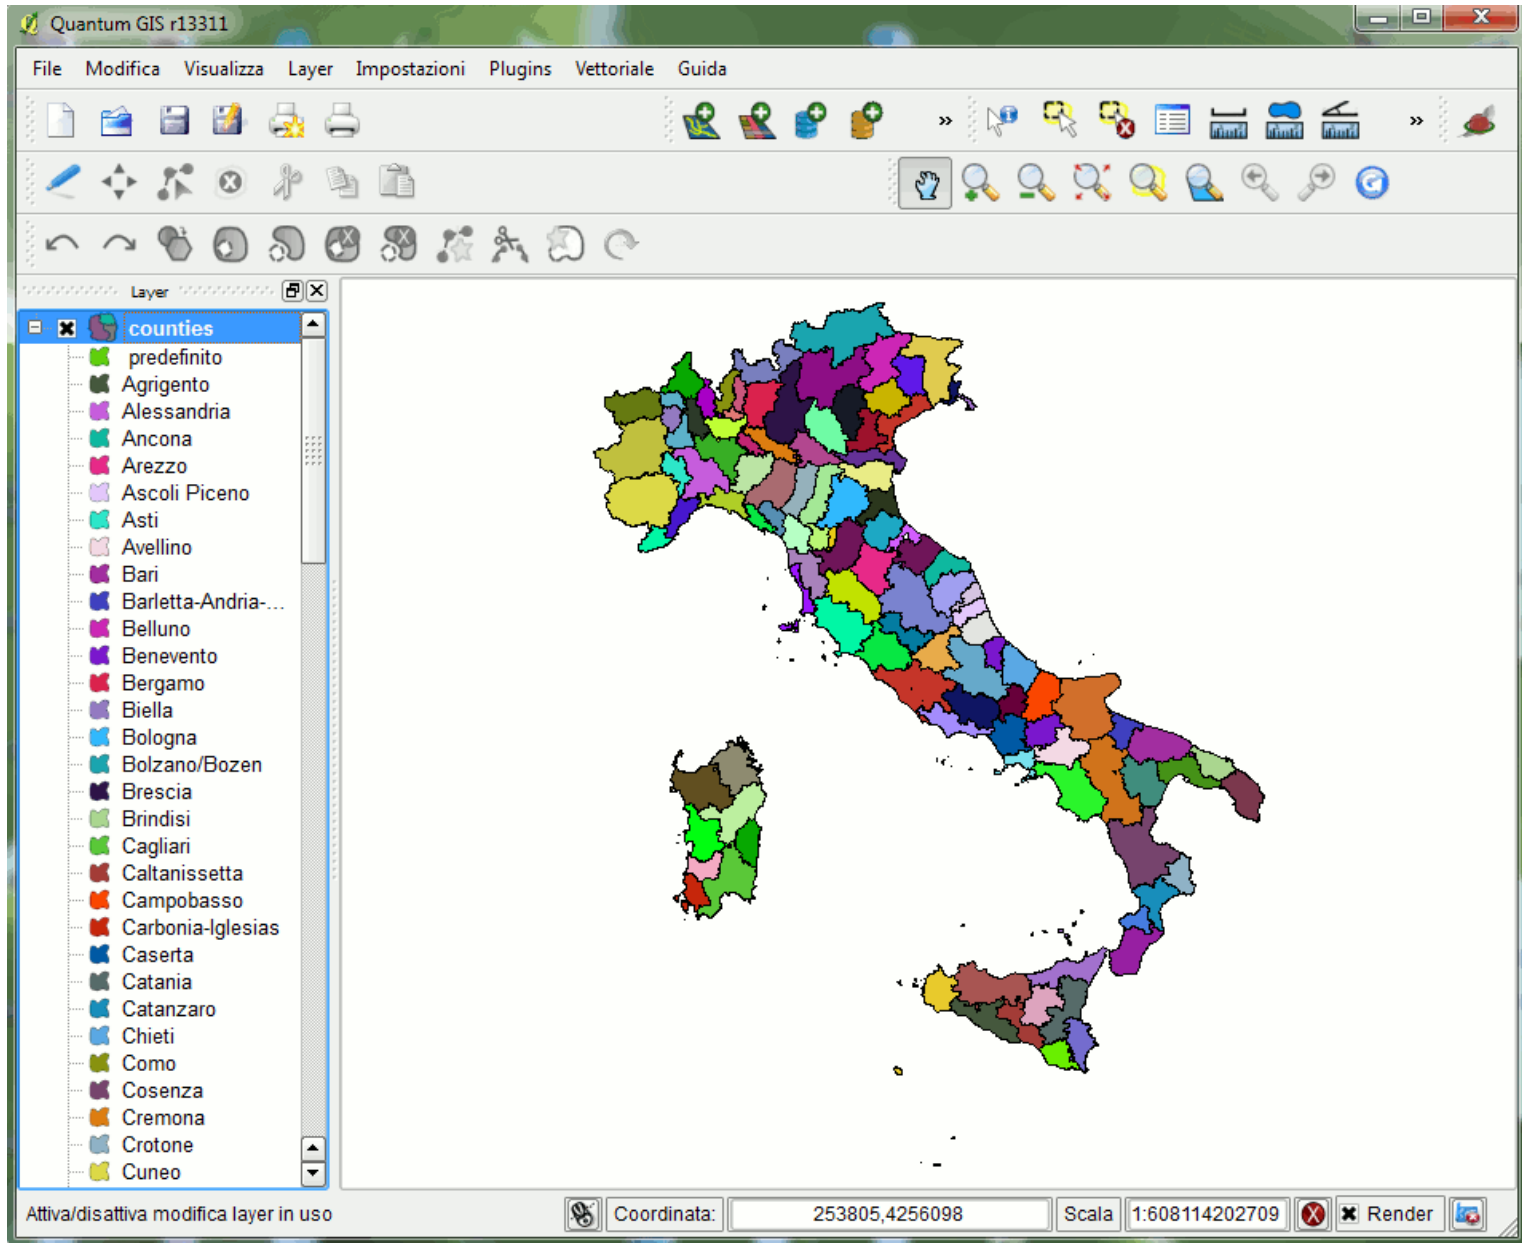 Quantum GIS r13311
File Modifica Visualizza Layer Impostazioni Plugins Vettoriale Guida
Layer
counties
predefinito
Agrigento
Alessandria
Ancona
Arezzo
Ascoli Piceno
Asti
Avellino
Bari
Barletta-Andria-...
Belluno
Benevento
Bergamo
Biella
Bologna
Bolzano/Bozen
Brescia
Brindisi
Cagliari
Caltanissetta
Campobasso
Carbonia-Iglesias
Caserta
Catania
Catanzaro
Chieti
Como
Cosenza
Cremona
Crotone
Cuneo
Attiva/disattiva modifica layer in uso Coordinata: 253805,4256098 Scala 1:608114202709 Render